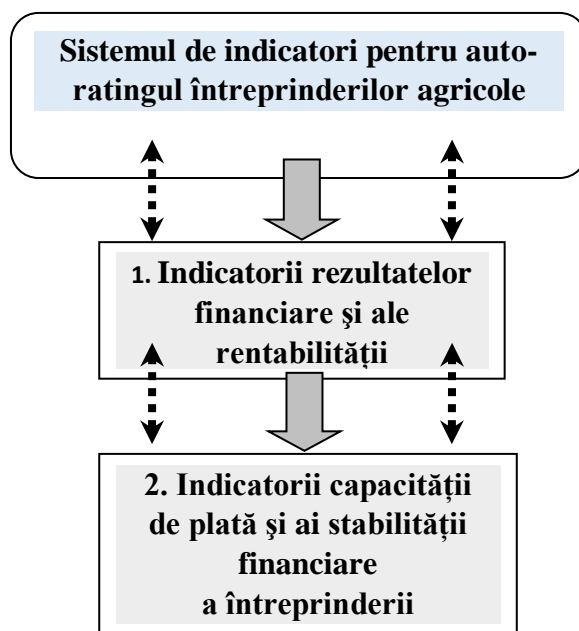 Sistemul de indicatori pentru auto-
ratingul întreprinderilor agricole
1. Indicatorii rezultatelor
financiare şi ale
rentabilității
2. Indicatorii capacității
de plată şi ai stabilității
financiare
a întreprinderii